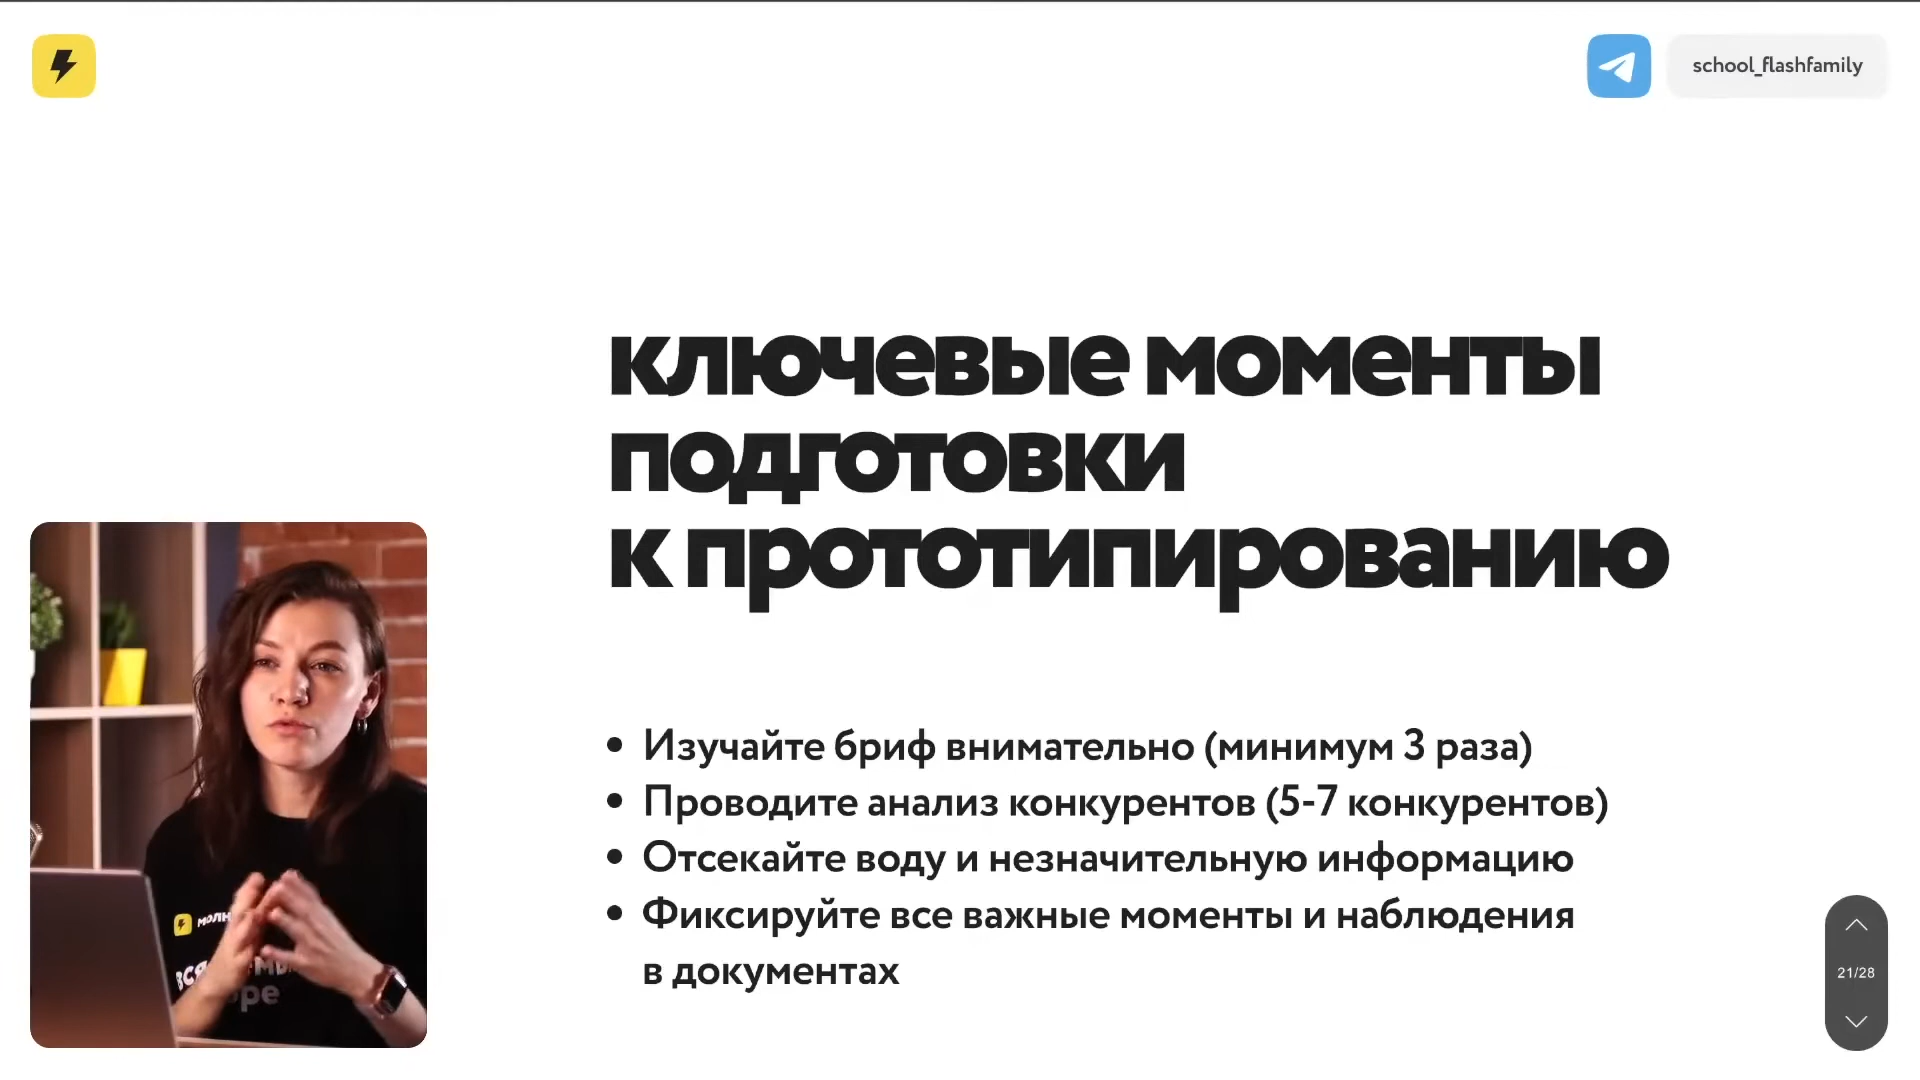 school_flashfamily
ключевые моменты
подготовки
к прототипированию
• Изучайте бриф внимательно (минимум 3 раза)
• Проводите анализ конкурентов (5-7 конкурентов)
• Отсекайте воду и незначительную информацию
• Фиксируйте все важные моменты и наблюдения
в документах
21/28